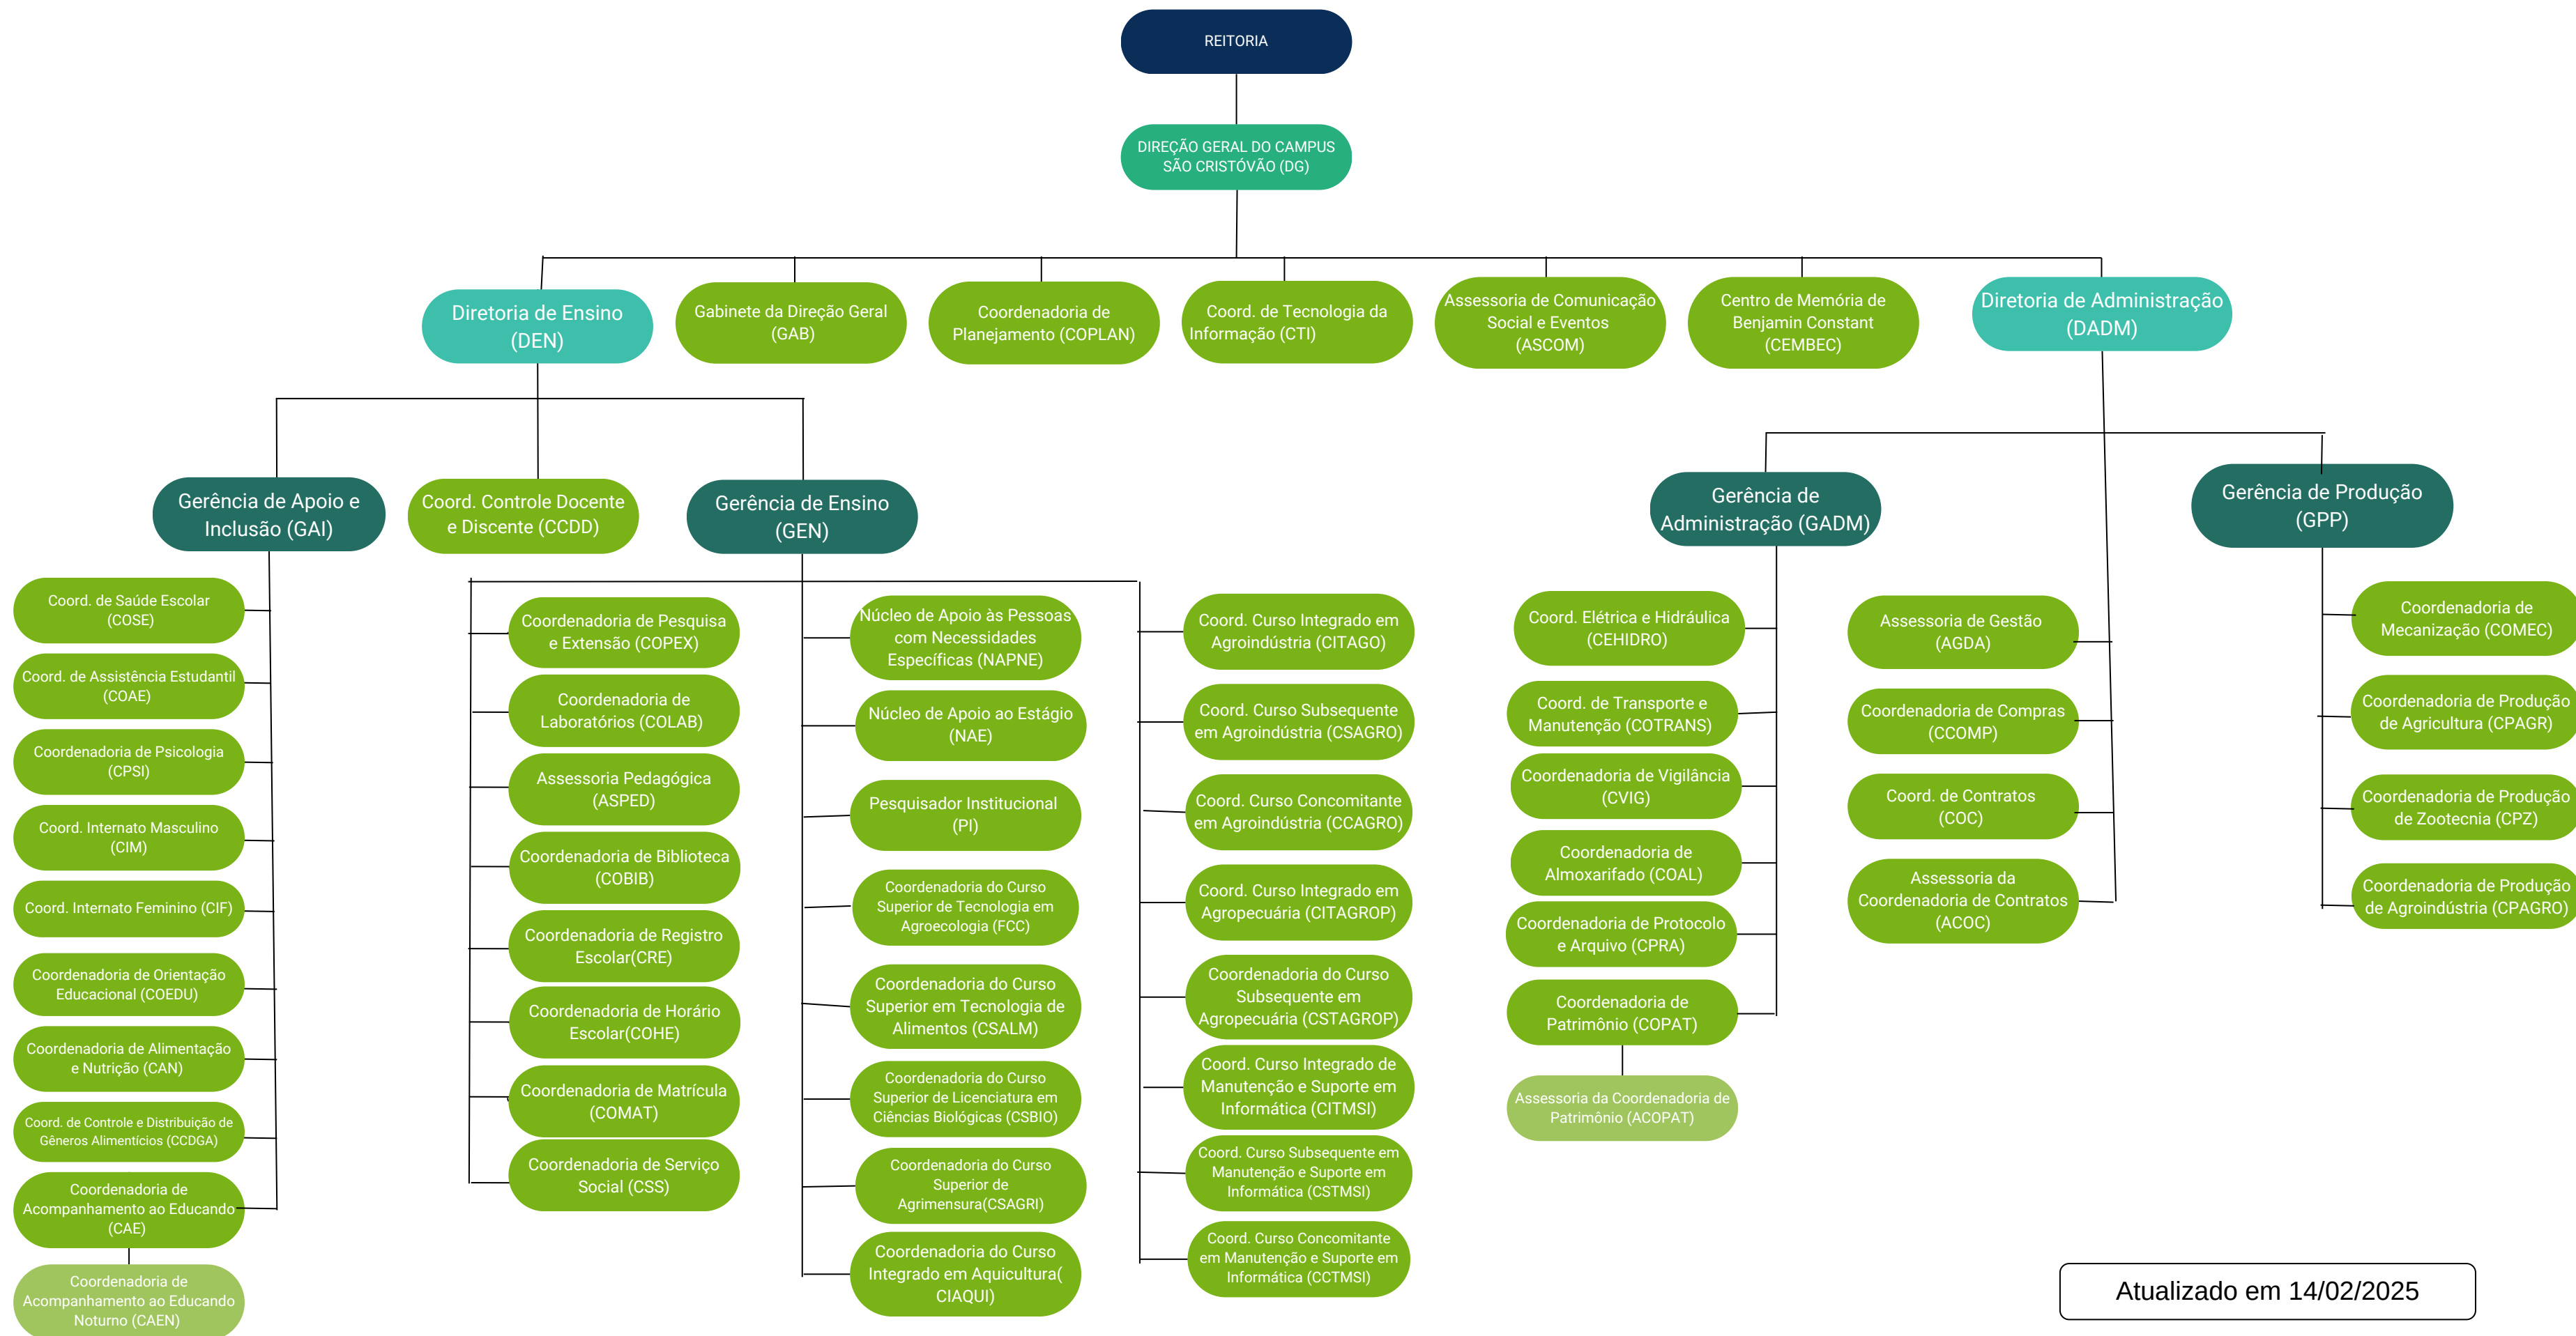 REITORIA
DIREÇÃO GERAL DO CAMPUS
SÃO CRISTÓVÃO (DG)
Diretoria de Ensino
(DEN)
Gabinete da Direção Geral
(GAB)
Coordenadoria de
Planejamento (COPLAN)
Coord. de Tecnologia da
Informação (CTI)
Assessoria de Comunicação
Social e Eventos
(ASCOM)
Centro de Memória de
Benjamin Constant
(CEMBEC)
Diretoria de Administração
(DADM)
Gerência de Apoio e
Inclusão (GAI)
Coord. Controle Docente
e Discente (CCDD)
Gerência de Ensino
(GEN)
Gerência de
Administração (GADM)
Gerência de Produção
(GPP)
Coord. de Saúde Escolar
(COSE)
Coord. de Assistência Estudantil
(COAE)
Coordenadoria de Psicologia
(CPSI)
Coord. Internato Masculino
(CIM)
Coord. Internato Feminino (CIF)
Coordenadoria de Orientação
Educacional (COEDU)
Coordenadoria de Alimentação
e Nutrição (CAN)
Coord. de Controle e Distribuição de
Gêneros Alimentícios (CCDGA)
Coordenadoria de
Acompanhamento ao Educando
(CAE)
Coordenadoria de
Acompanhamento ao Educando
Noturno (CAEN)
Coordenadoria de Pesquisa
e Extensão (COPEX)
Coordenadoria de
Laboratórios (COLAB)
Assessoria Pedagógica
(ASPED)
Coordenadoria de Biblioteca
(COBIB)
Coordenadoria de Registro
Escolar(CRE)
Coordenadoria de Horário
Escolar(COHE)
Coordenadoria de Matrícula
(COMAT)
Coordenadoria de Serviço
Social (CSS)
Núcleo de Apoio às Pessoas
com Necessidades
Específicas (NAPNE)
Núcleo de Apoio ao Estágio
(NAE)
Pesquisador Institucional
(PI)
Coordenadoria do Curso
Superior de Tecnologia em
Agroecologia (FCC)
Coordenadoria do Curso
Superior em Tecnologia de
Alimentos (CSALM)
Coordenadoria do Curso
Superior de Licenciatura em
Ciências Biológicas (CSBIO)
Coordenadoria do Curso
Superior de
Agrimensura(CSAGRI)
Coordenadoria do Curso
Integrado em Aquicultura(
CIAQUI)
Coord. Curso Integrado em
Agroindústria (CITAGO)
Coord. Curso Subsequente
em Agroindústria (CSAGRO)
Coord. Curso Concomitante
em Agroindústria (CCAGRO)
Coord. Curso Integrado em
Agropecuária (CITAGROP)
Coordenadoria do Curso
Subsequente em
Agropecuária (CSTAGROP)
Coord. Curso Integrado de
Manutenção e Suporte em
Informática (CITMSI)
Coord. Curso Subsequente em
Manutenção e Suporte em
Informática (CSTMSI)
Coord. Curso Concomitante
em Manutenção e Suporte em
Informática (CCTMSI)
Coord. Elétrica e Hidráulica
(CEHIDRO)
Coord. de Transporte e
Manutenção (COTRANS)
Coordenadoria de Vigilância
(CVIG)
Coordenadoria de
Almoxarifado (COAL)
Coordenadoria de Protocolo
e Arquivo (CPRA)
Coordenadoria de
Patrimônio (COPAT)
Assessoria da Coordenadoria de
Patrimônio (ACOPAT)
Assessoria de Gestão
(AGDA)
Coordenadoria de Compras
(CCOMP)
Coord. de Contratos
(COC)
Assessoria da
Coordenadoria de Contratos
(ACOC)
Coordenadoria de
Mecanização (COMEC)
Coordenadoria de Produção
de Agricultura (CPAGR)
Coordenadoria de Produção
de Zootecnia (CPZ)
Coordenadoria de Produção
de Agroindústria (CPAGRO)
Atualizado em 14/02/2025